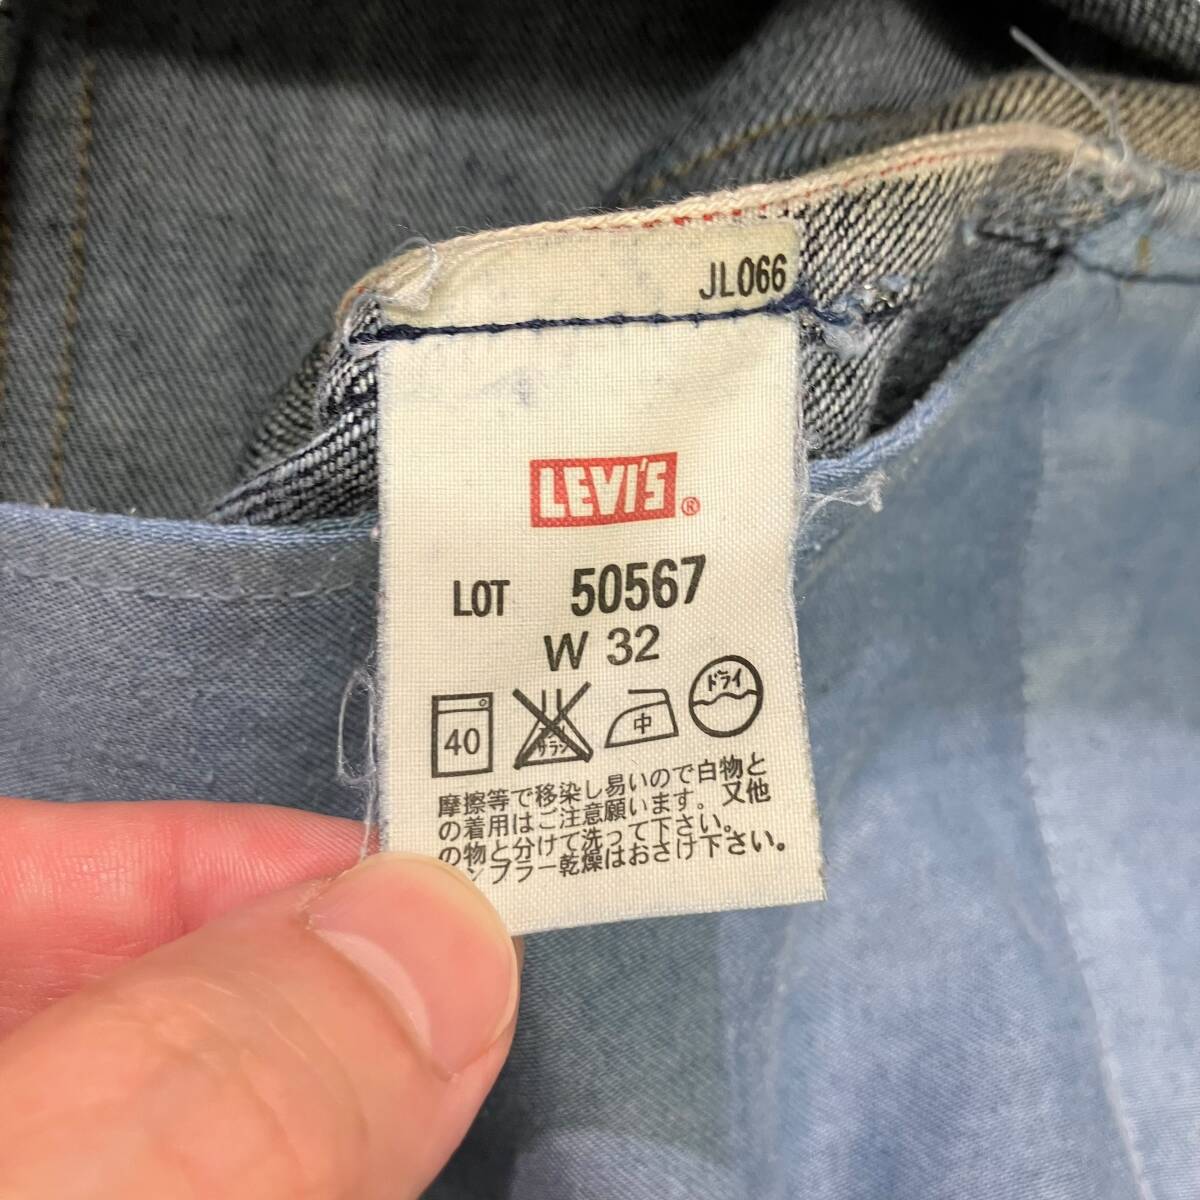 JL066
LEVI'S®
LOT 50567
W 32
40 サラシ 中 ドライ
摩擦等で移染し易いので白物と
の着用はご注意願います。又他
の物と分けて洗って下さい。
ンブラー乾燥はおさけ下さい。